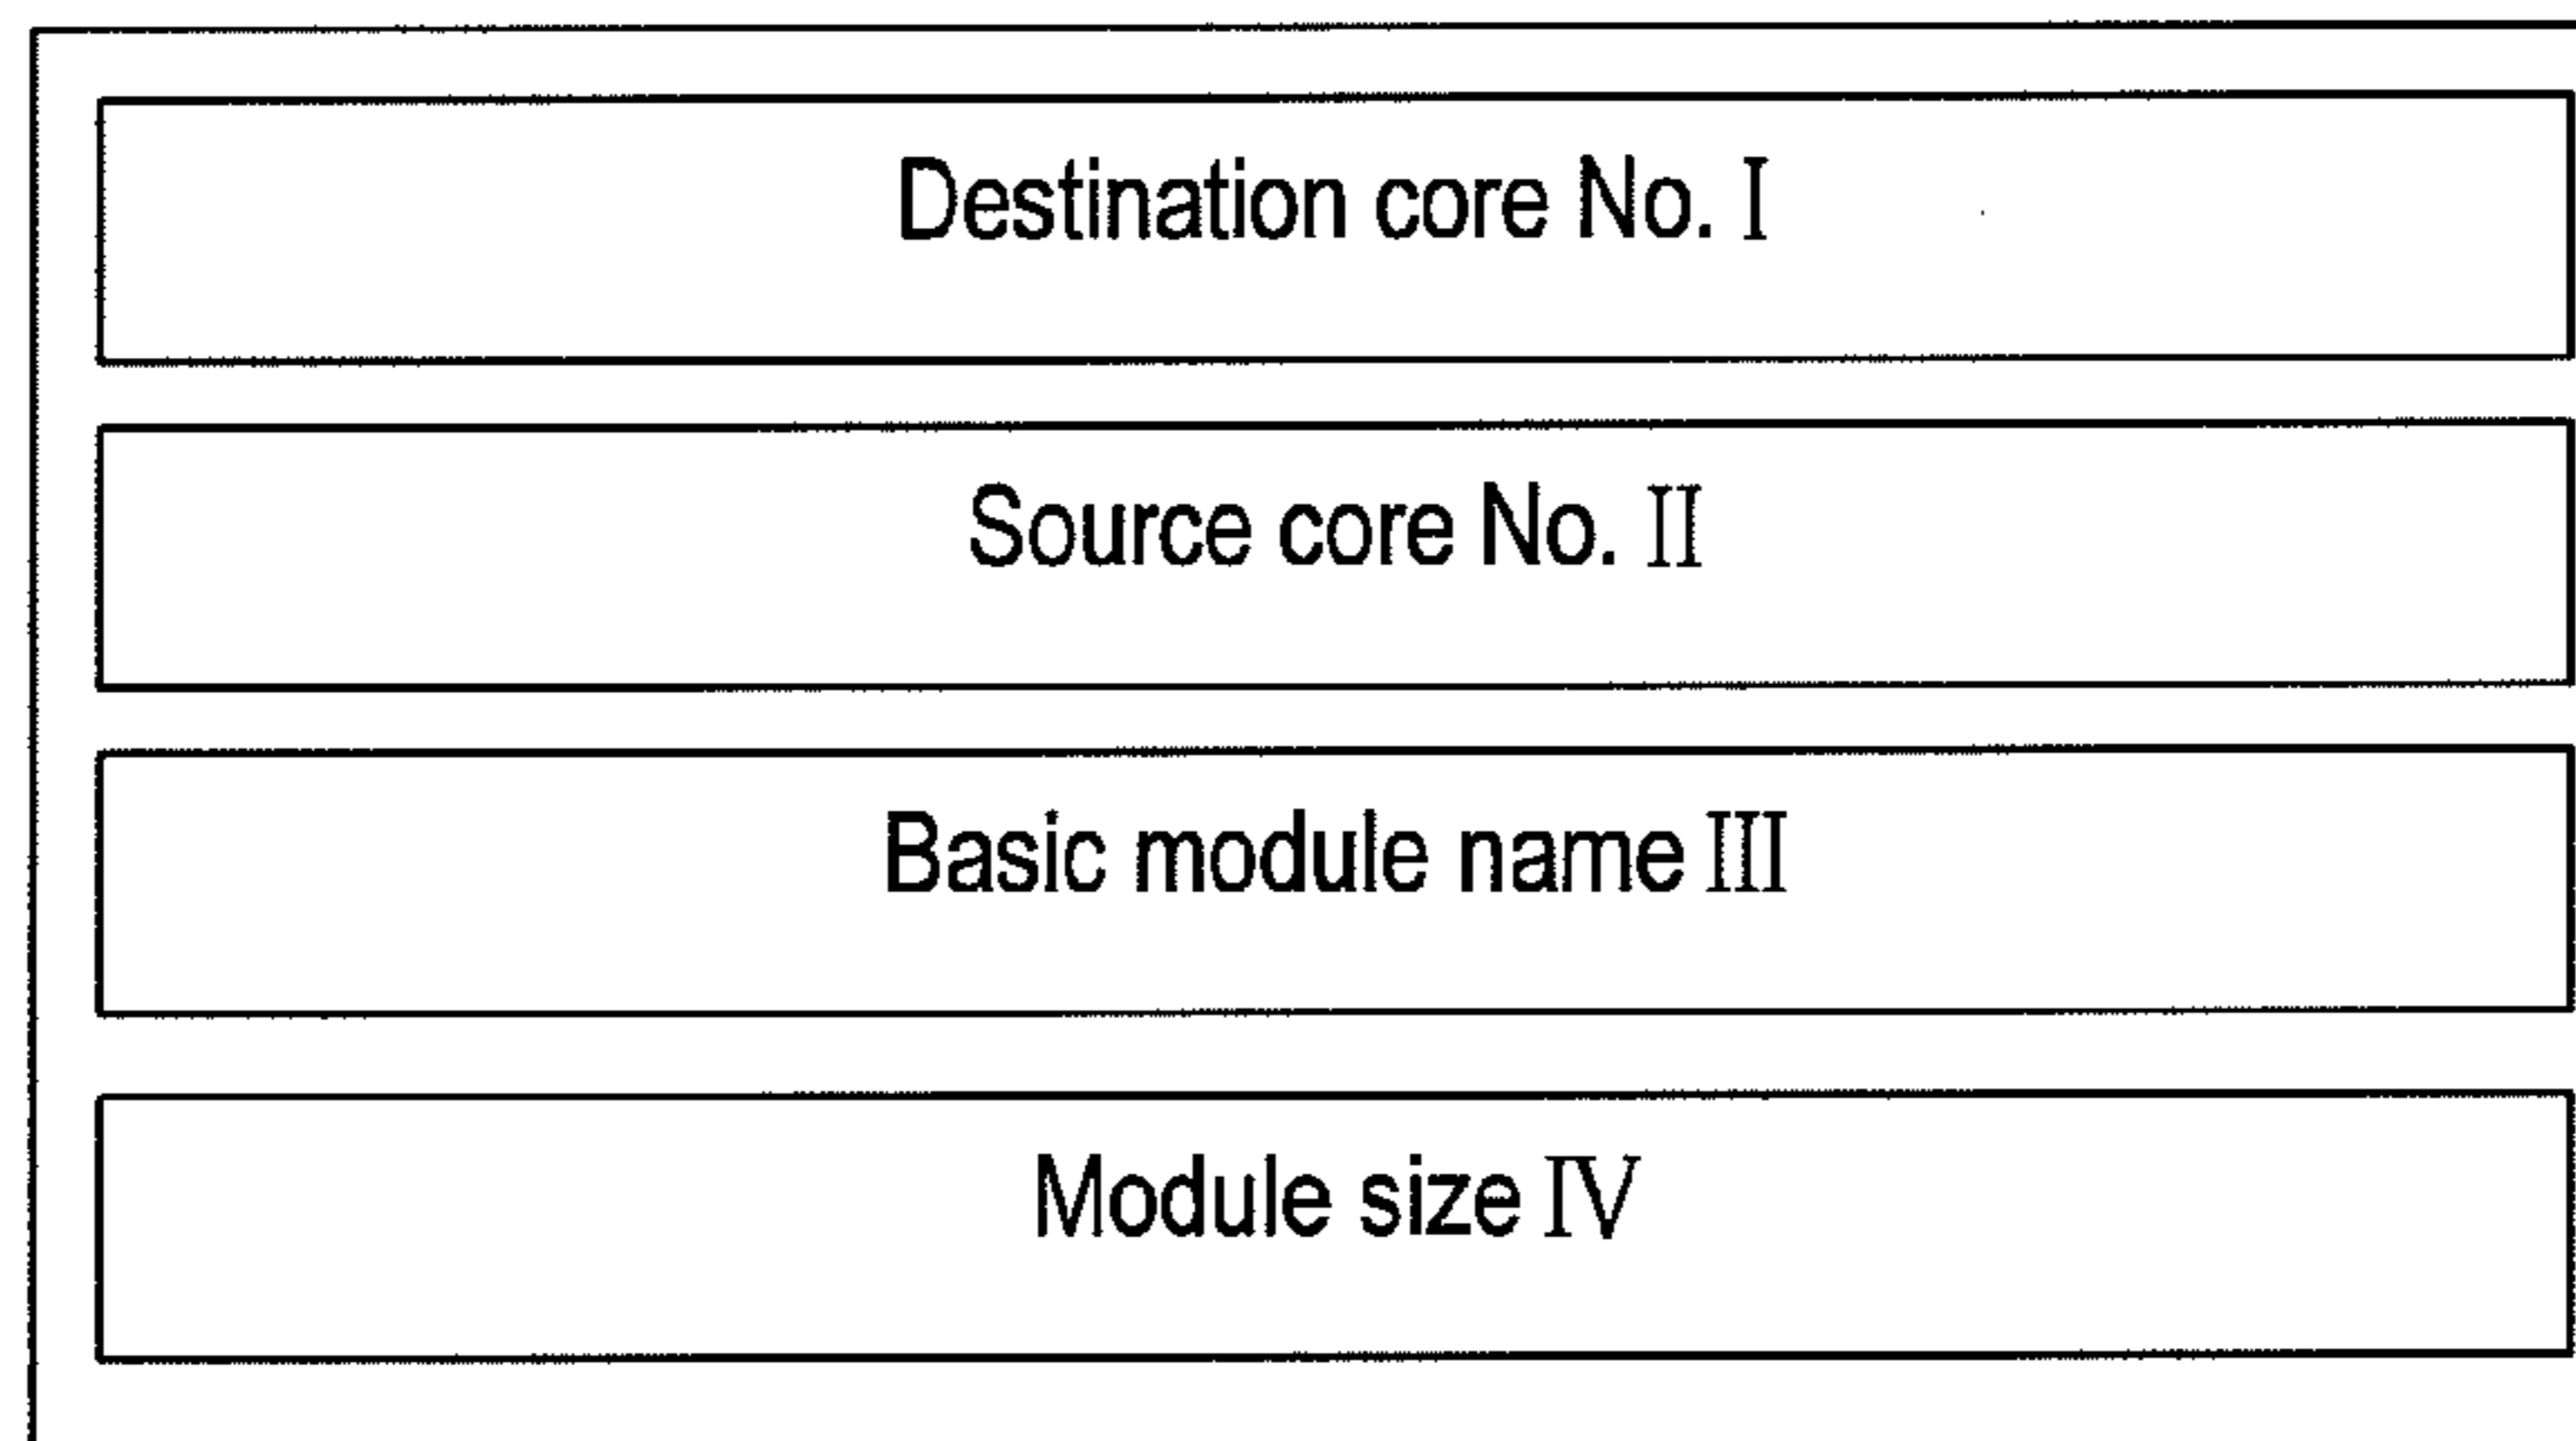 Destination core No. I
Source core No. II
Basic module name III
Module size IV